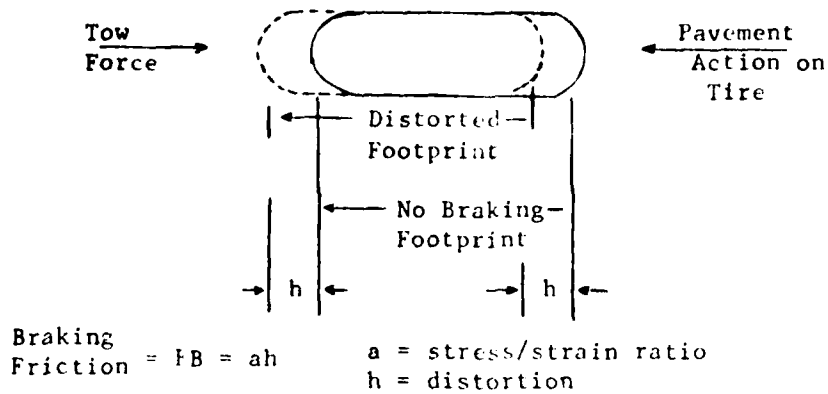 Tow
Force
Pavement
Action on
Tire
Distorted
Footprint
No Braking
Footprint
h
h
Braking
Friction = FB = ah
a = stress/strain ratio
h = distortion